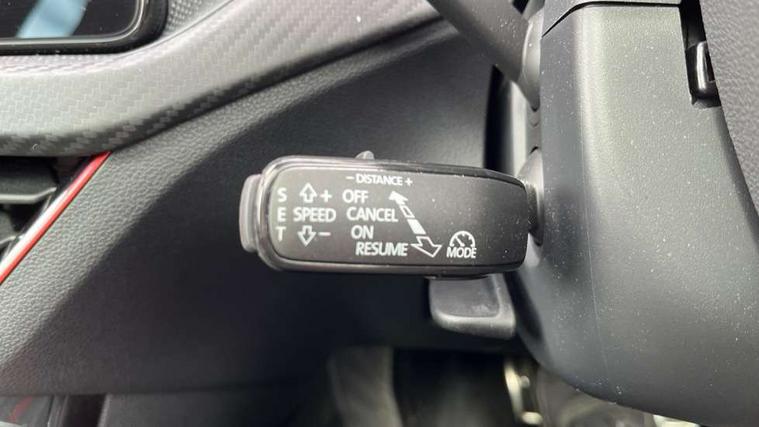 - DISTANCE +
S + OFF
E SPEED CANCEL
T - ON
RESUME MODE